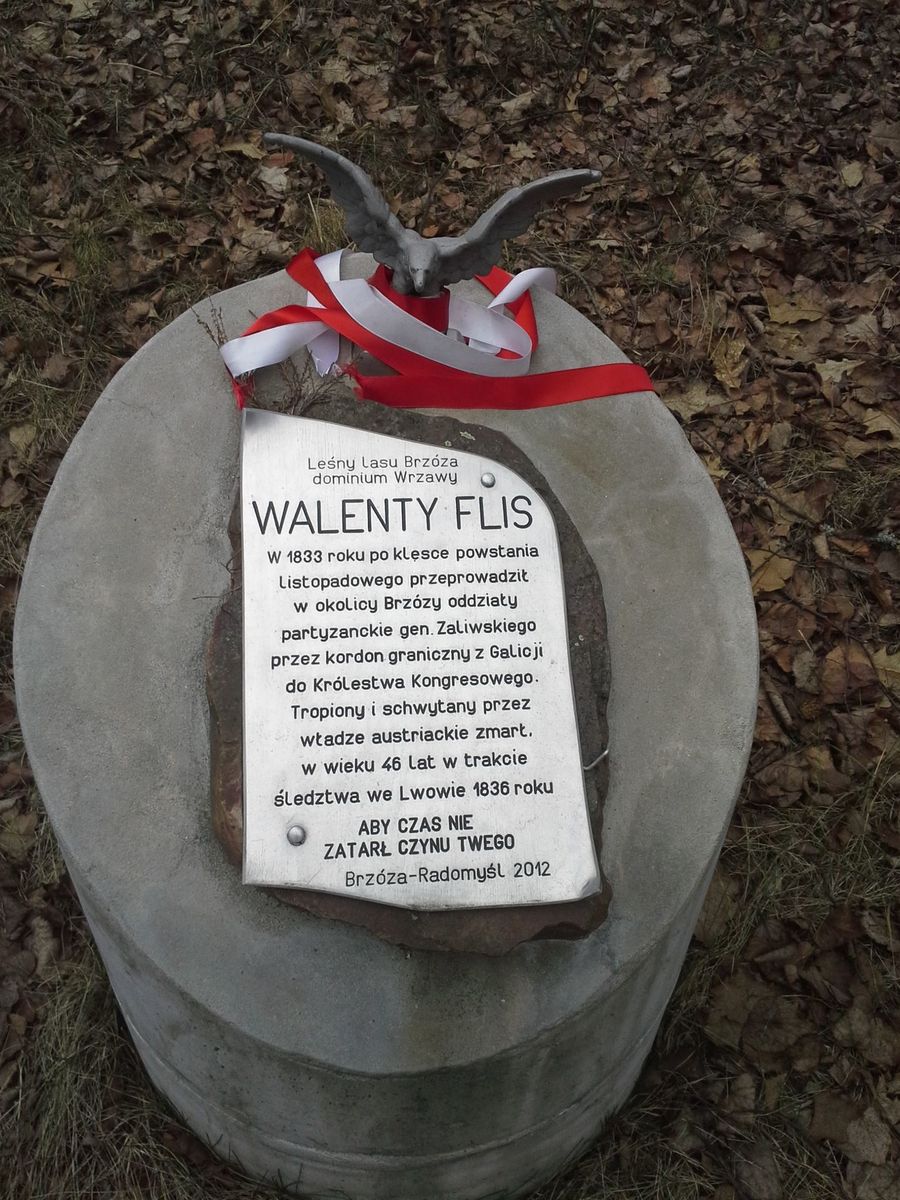 Leśny lasu Brzóza
dominium Wrzawy
WALENTY FLIS
W 1833 roku po klęsce powstania
listopadowego przeprowadził
w okolicy Brzózy oddziały
partyzanckie gen. Zaliwskiego
przez kordon graniczny z Galicji
do Królestwa Kongresowego.
Tropiony i schwytany przez
władze austriackie zmarł,
w wieku 46 lat w trakcie
śledztwa we Lwowie 1836 roku
ABY CZAS NIE
ZATARŁ CZYNU TWEGO
Brzóza-Radomyśl 2012